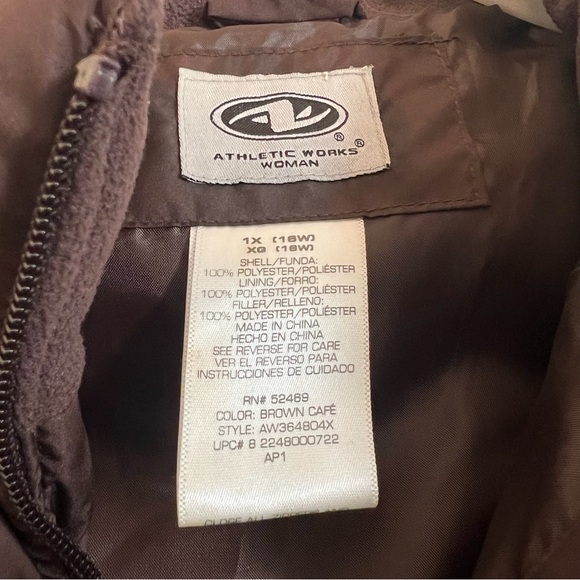 ATHLETIC WORKS®
WOMAN®
1X (16W)
XG (16W)
SHELL/FUNDA:
100% POLYESTER/POLIÉSTER
LINING/FORRO:
100% POLYESTER/POLIÉSTER
FILLER/RELLENO:
100% POLYESTER/POLIÉSTER
MADE IN CHINA
HECHO EN CHINA
SEE REVERSE FOR CARE
VER EL REVERSO PARA
INSTRUCCIONES DE CUIDADO
RN# 52469
COLOR: BROWN CAFÉ
STYLE: AW364804X
UPC# 8 2248000722
AP1
CLOSE ALL